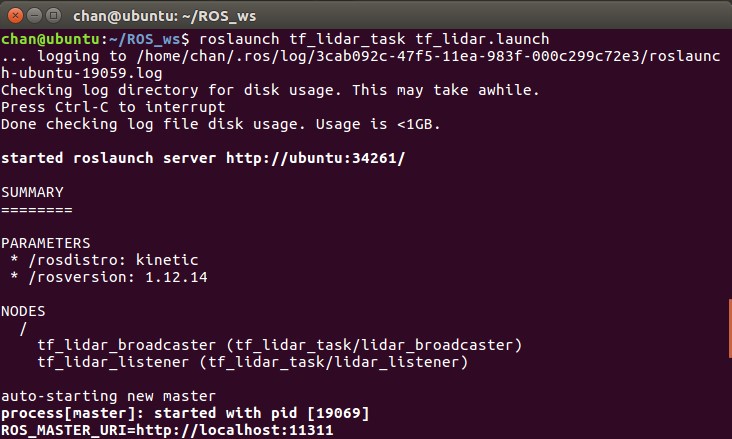 chan@ubuntu: ~/ROS_ws
chan@ubuntu:~/ROS_ws$ roslaunch tf_lidar_task tf_lidar.launch
... logging to /home/chan/.ros/log/3cab092c-47f5-11ea-983f-000c299c72e3/roslaunc
h-ubuntu-19059.log
Checking log directory for disk usage. This may take awhile.
Press Ctrl-C to interrupt
Done checking log file disk usage. Usage is <1GB.
started roslaunch server http://ubuntu:34261/
SUMMARY
========
PARAMETERS
 * /rosdistro: kinetic
 * /rosversion: 1.12.14
NODES
  /
    tf_lidar_broadcaster (tf_lidar_task/lidar_broadcaster)
    tf_lidar_listener (tf_lidar_task/lidar_listener)
auto-starting new master
process[master]: started with pid [19069]
ROS_MASTER_URI=http://localhost:11311